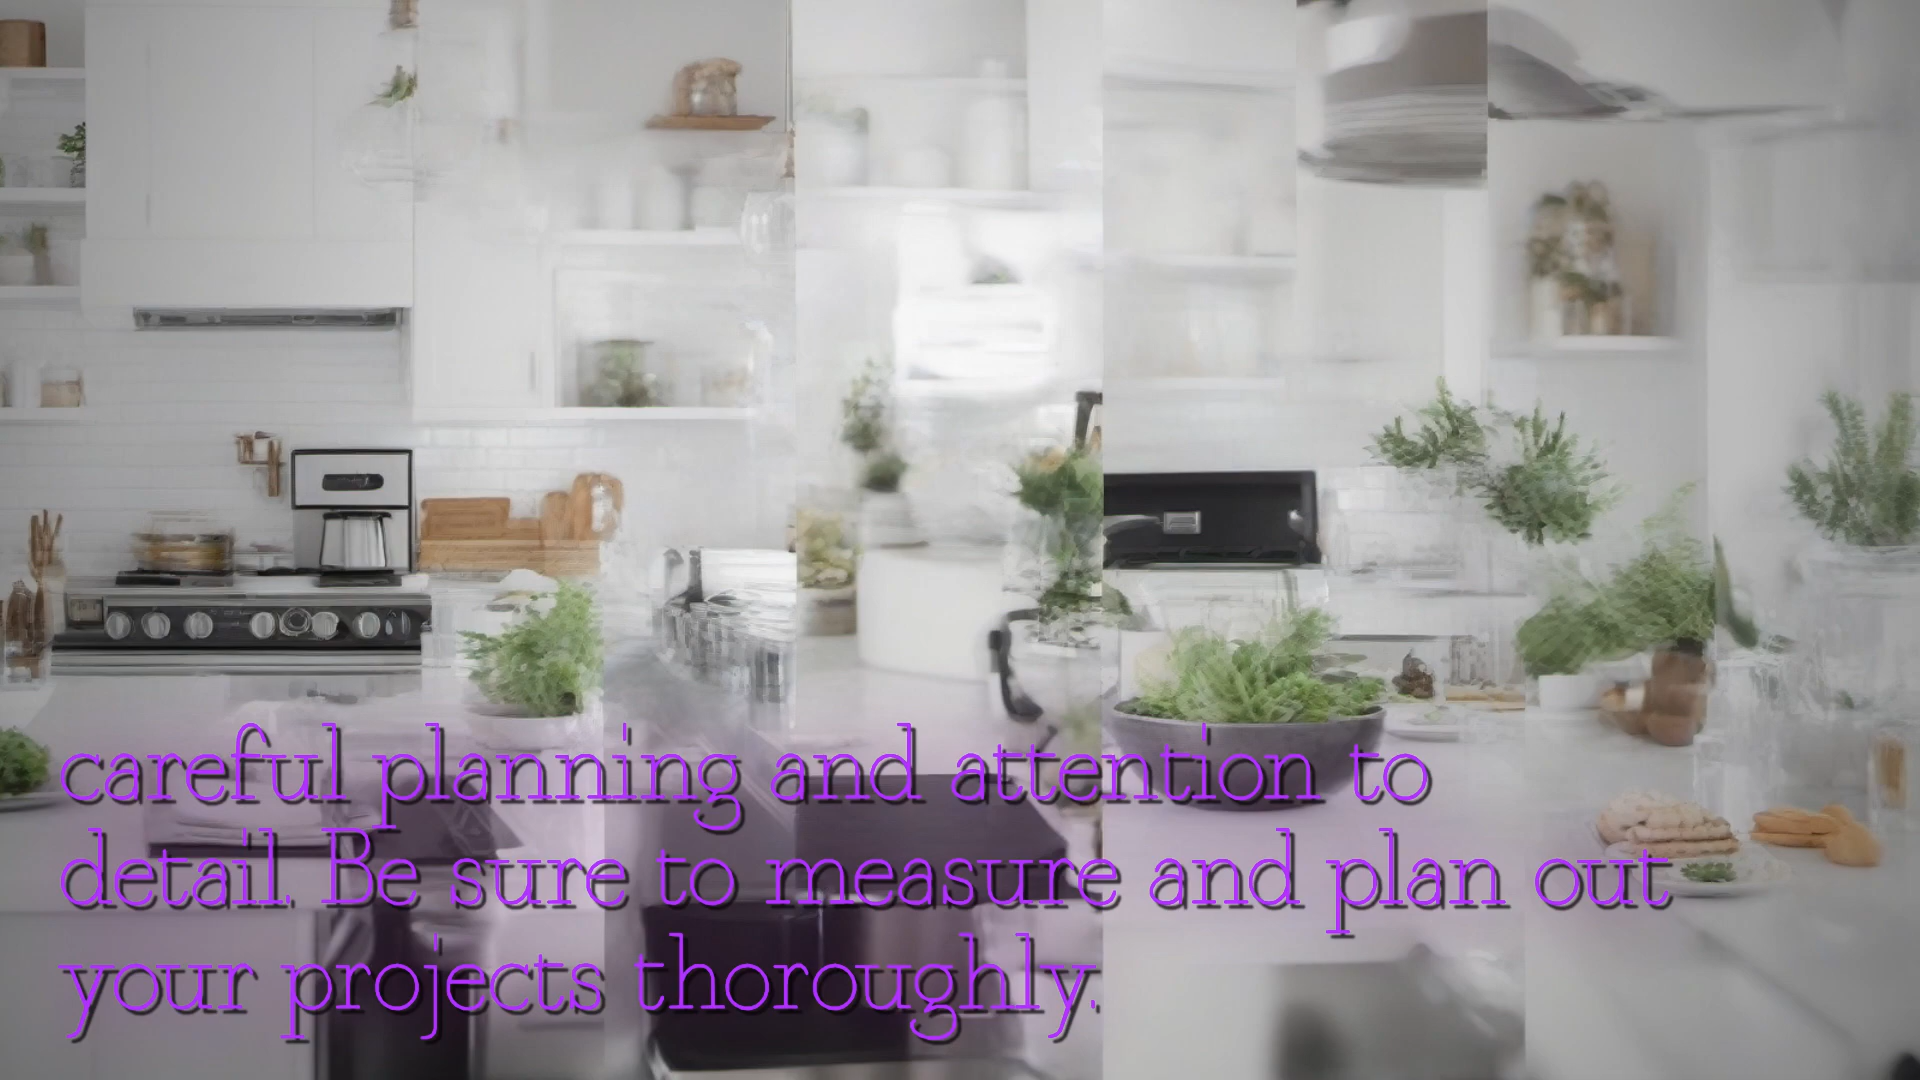 careful planning and attention to
detail. Be sure to measure and plan out
your projects thoroughly.